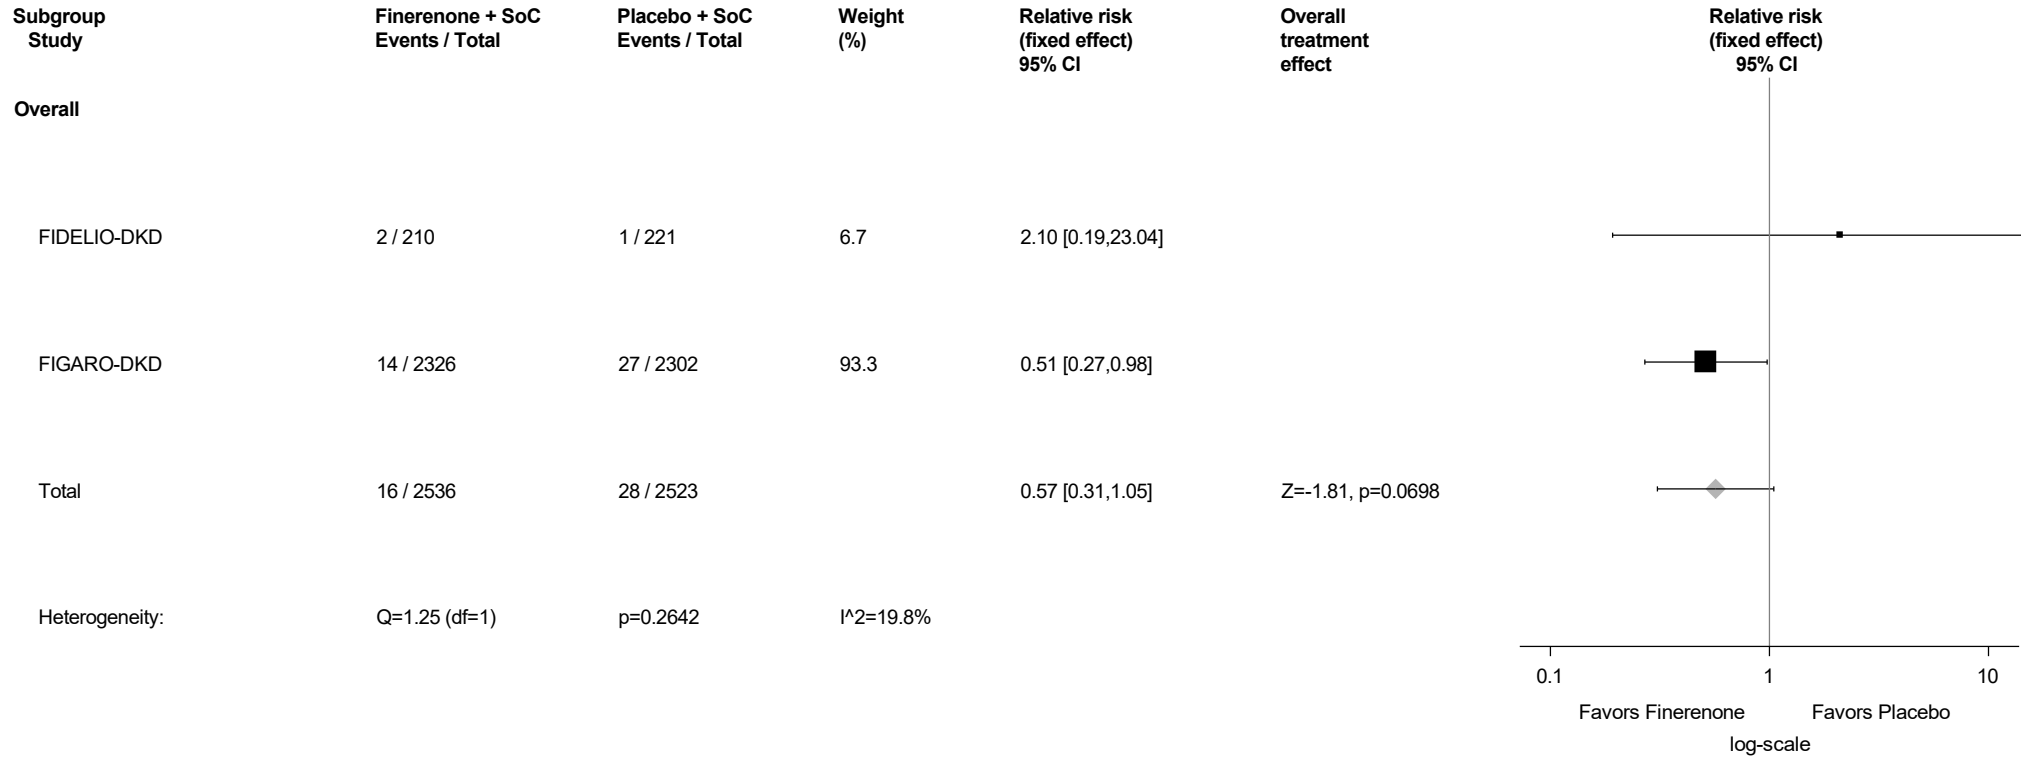 Subgroup Finerenone + SoC Placebo + SoC Weight Relative risk Overall Relative risk
Study Events / Total Events / Total (%) (fixed effect) treatment (fixed effect)
95% CI effect 95% CI
Overall
FIDELIO-DKD 2 / 210 1 / 221 6.7 2.10 [0.19,23.04]
FIGARO-DKD 14 / 2326 27 / 2302 93.3 0.51 [0.27,0.98]
Total 16 / 2536 28 / 2523 0.57 [0.31,1.05] Z=-1.81, p=0.0698
Heterogeneity: Q=1.25 (df=1) p=0.2642 I^2=19.8%
0.1 1 10
Favors Finerenone Favors Placebo
log-scale